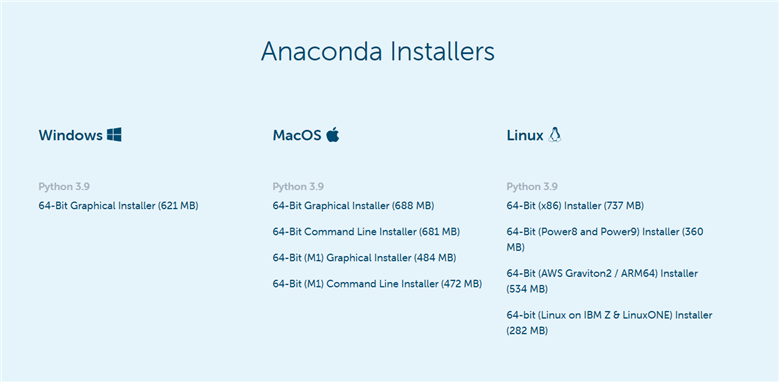 Anaconda Installers
Windows
Python 3.9
64-Bit Graphical Installer (621 MB)
MacOS
Python 3.9
64-Bit Graphical Installer (688 MB)
64-Bit Command Line Installer (681 MB)
64-Bit (M1) Graphical Installer (484 MB)
64-Bit (M1) Command Line Installer (472 MB)
Linux
Python 3.9
64-Bit (x86) Installer (737 MB)
64-Bit (Power8 and Power9) Installer (360
MB)
64-Bit (AWS Graviton2 / ARM64) Installer
(534 MB)
64-bit (Linux on IBM Z & LinuxONE) Installer
(282 MB)